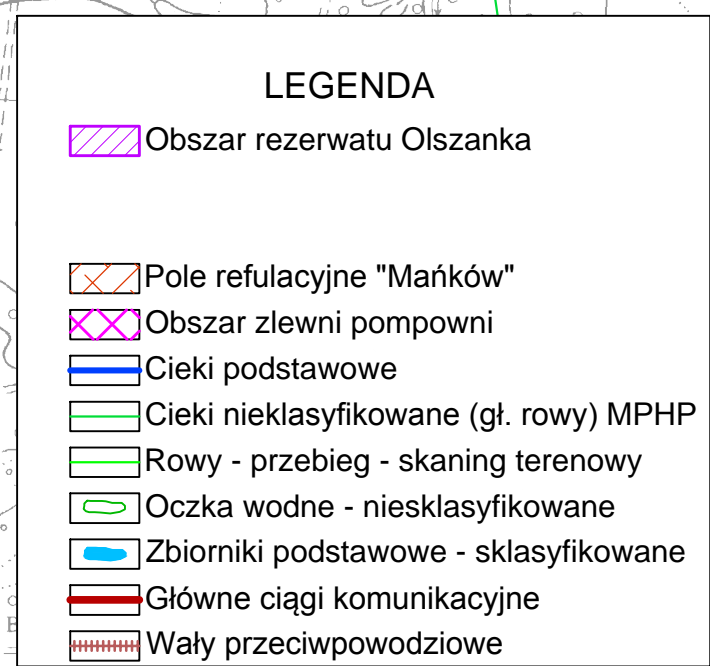 LEGENDA
Obszar rezerwatu Olszanka
Pole refulacyjne "Mańków"
Obszar zlewni pompowni
Cieki podstawowe
Cieki nieklasyfikowane (gł. rowy) MPHP
Rowy - przebieg - skaning terenowy
Oczka wodne - niesklasyfikowane
Zbiorniki podstawowe - sklasyfikowane
Główne ciągi komunikacyjne
Wały przeciwpowodziowe